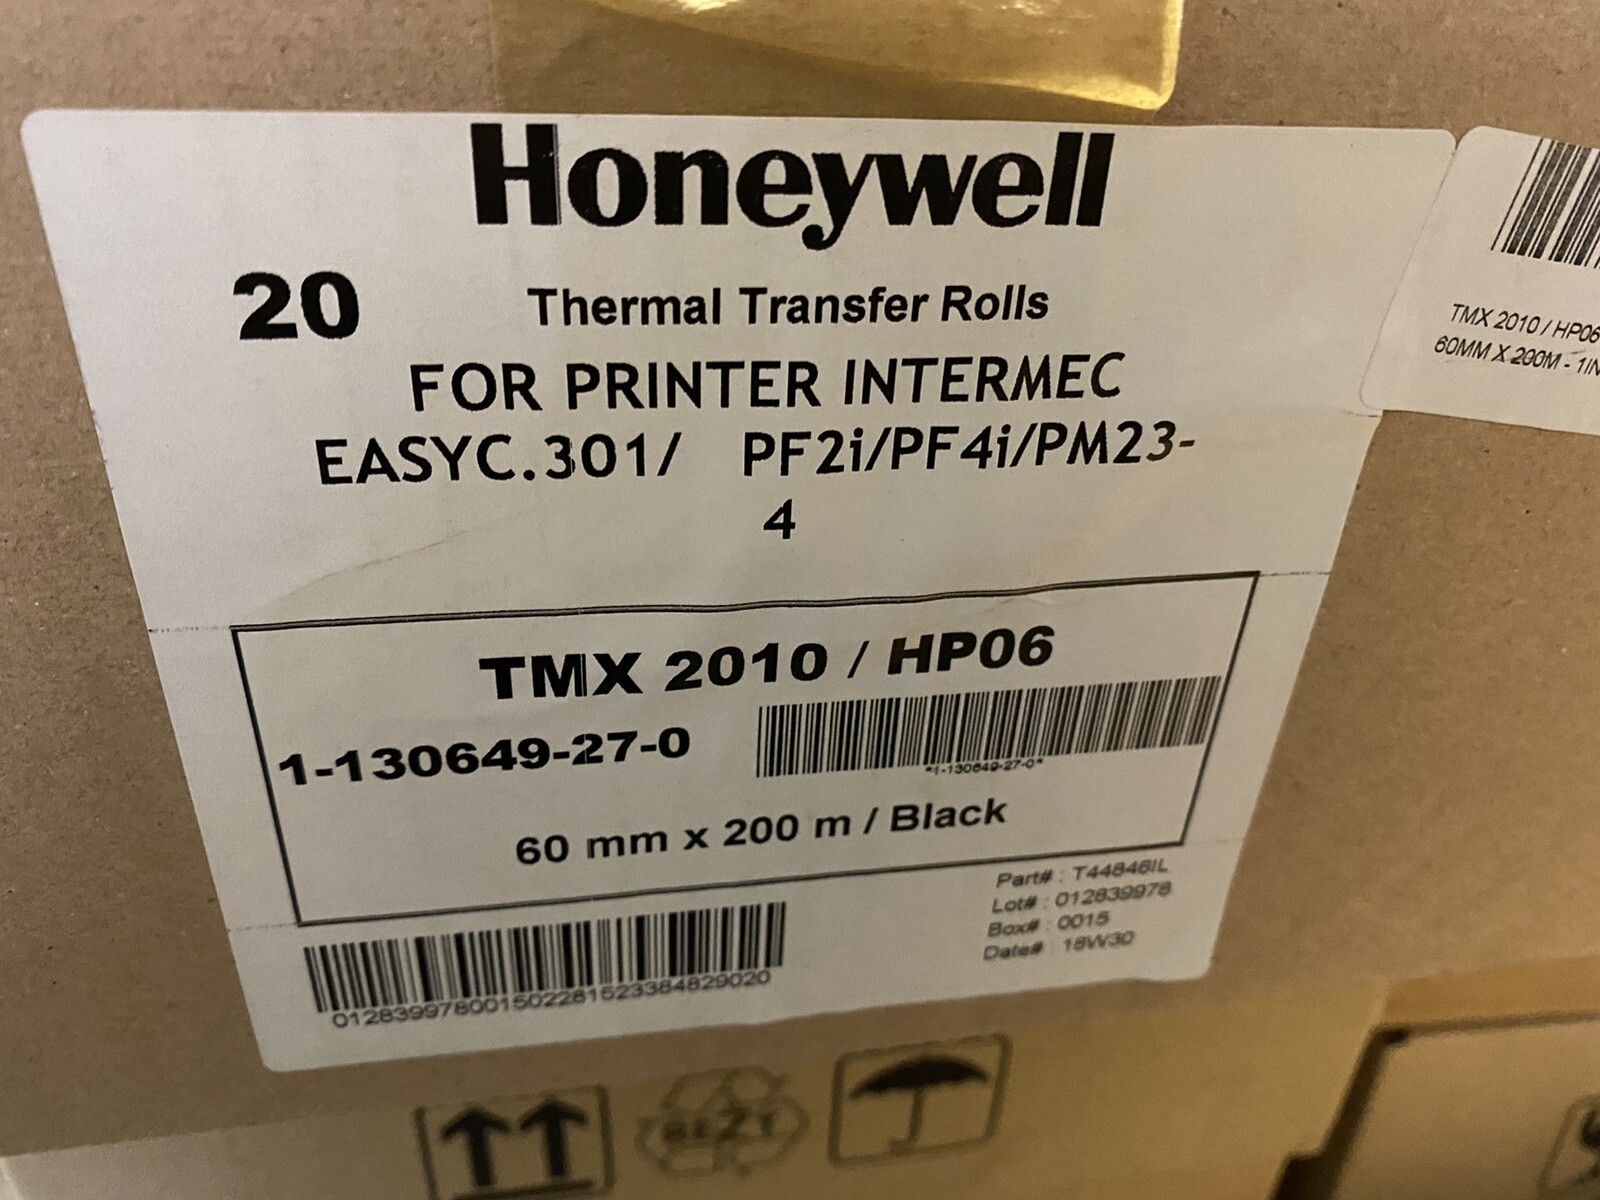 Honeywell
20 Thermal Transfer Rolls
FOR PRINTER INTERMEC
EASYC.301/ PF2i/PF4i/PM23-
4
TMX 2010 / HP06
1-130649-27-0
*1-130649-27-0*
60 mm x 200 m / Black
Part# : T44846IL
Lot# : 012839978
Box# : 0015
Date# : 18W30
012839978001502281523384829020
TMX 2010 / HP06
60MM X 200M - 1IN
REZY